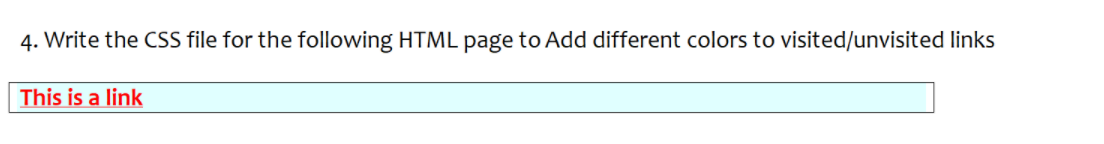 4. Write the CSS file for the following HTML page to Add different colors to visited/unvisited links
This is a link